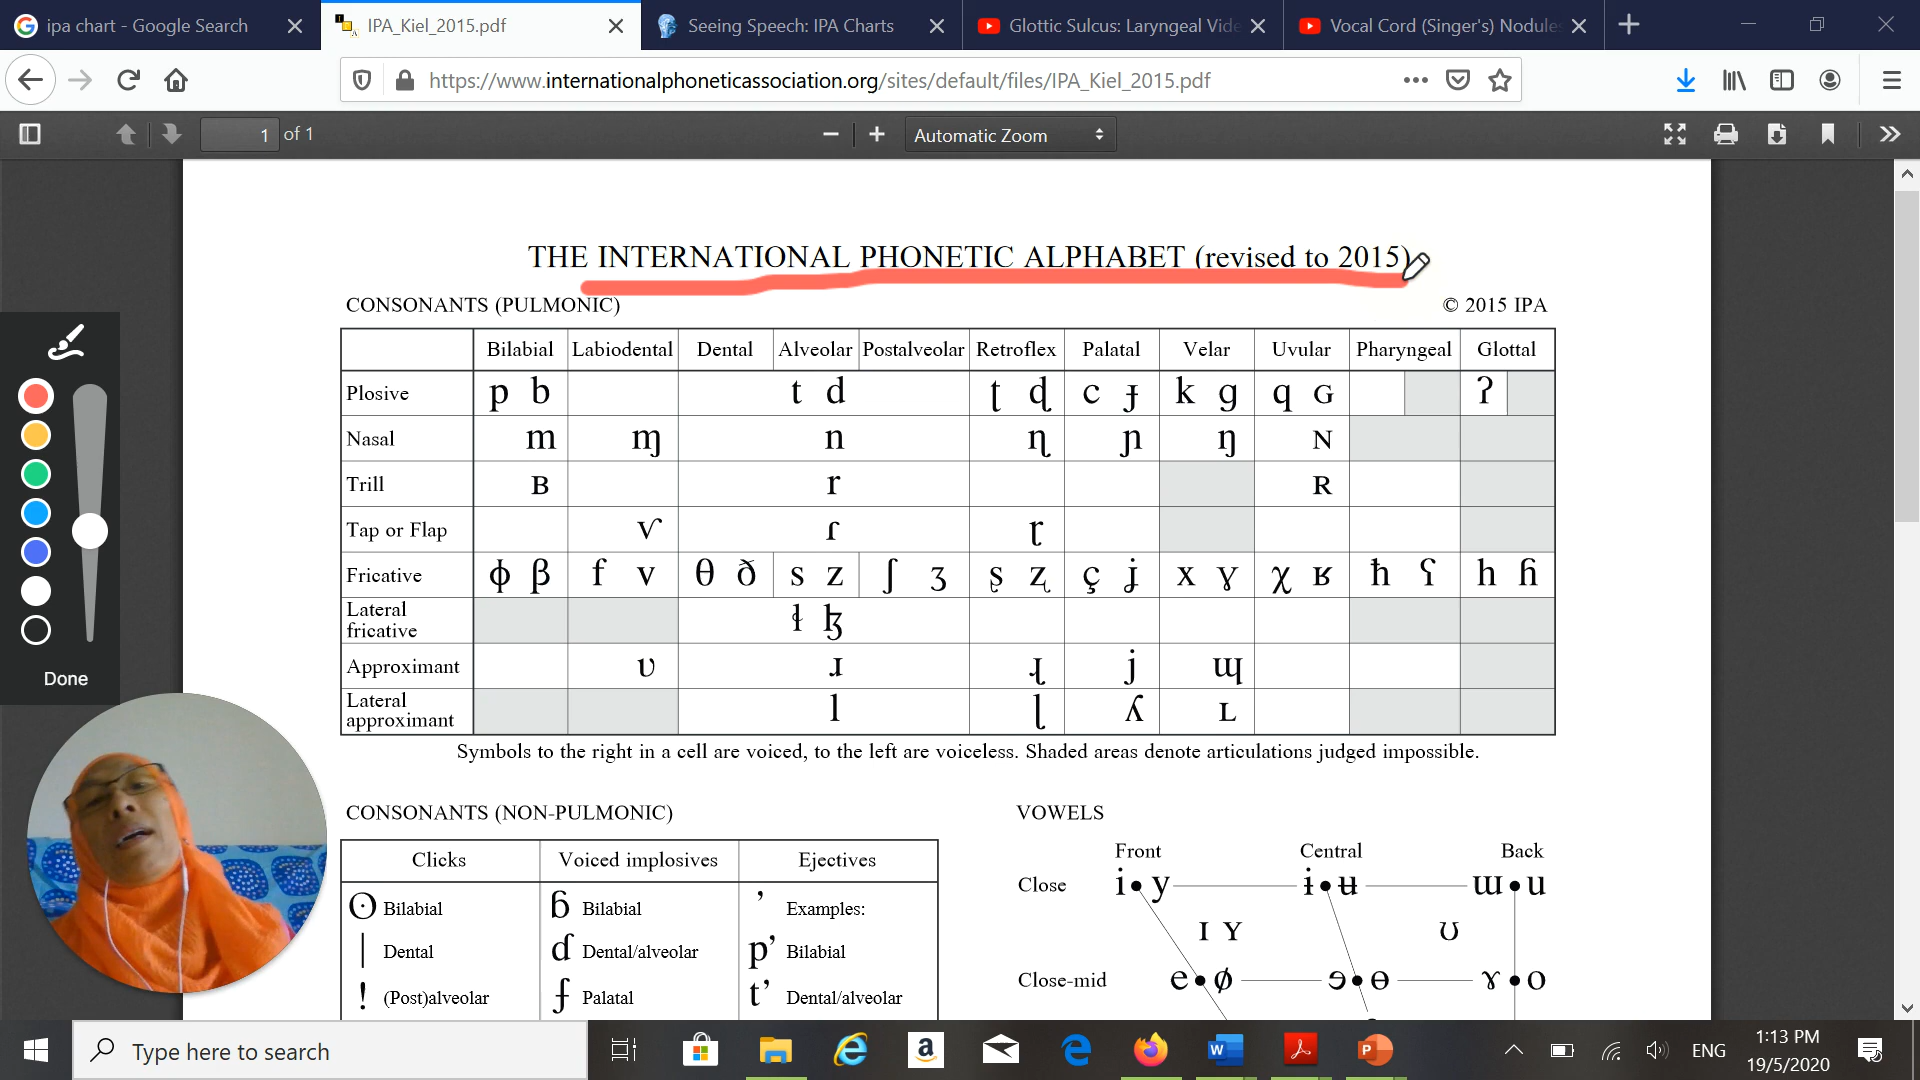 ipa chart - Google Search
IPA_Kiel_2015.pdf
Seeing Speech: IPA Charts
Glottic Sulcus: Laryngeal Vide
Vocal Cord (Singer's) Nodules
https://www.internationalphoneticassociation.org/sites/default/files/IPA_Kiel_2015.pdf
1 of 1
Automatic Zoom
THE INTERNATIONAL PHONETIC ALPHABET (revised to 2015)
CONSONANTS (PULMONIC)
© 2015 IPA
Bilabial Labiodental Dental Alveolar Postalveolar Retroflex Palatal Velar Uvular Pharyngeal Glottal
Plosive p b t d ʈ ɖ c ɟ k ɡ q ɢ ʔ
Nasal m ɱ n ɳ ɲ ŋ ɴ
Trill ʙ r ʀ
Tap or Flap ⱱ ɾ ɽ
Fricative ɸ β f v θ ð s z ʃ ʒ ʂ ʐ ç ʝ x ɣ χ ʁ ħ ʕ h ɦ
Lateral
fricative ɬ ɮ
Approximant ʋ ɹ ɻ j ɰ
Lateral
approximant l ɭ ʎ ʟ
Symbols to the right in a cell are voiced, to the left are voiceless. Shaded areas denote articulations judged impossible.
CONSONANTS (NON-PULMONIC)
Clicks Voiced implosives Ejectives
ʘ Bilabial ɓ Bilabial ʼ Examples:
ǀ Dental ɗ Dental/alveolar pʼ Bilabial
ǃ (Post)alveolar ʄ Palatal tʼ Dental/alveolar
VOWELS
Front Central Back
Close i y ɨ ʉ ɯ u
ɪ ʏ ʊ
Close-mid e ø ɘ ɵ ɤ o
Done
Type here to search
ENG
1:13 PM
19/5/2020